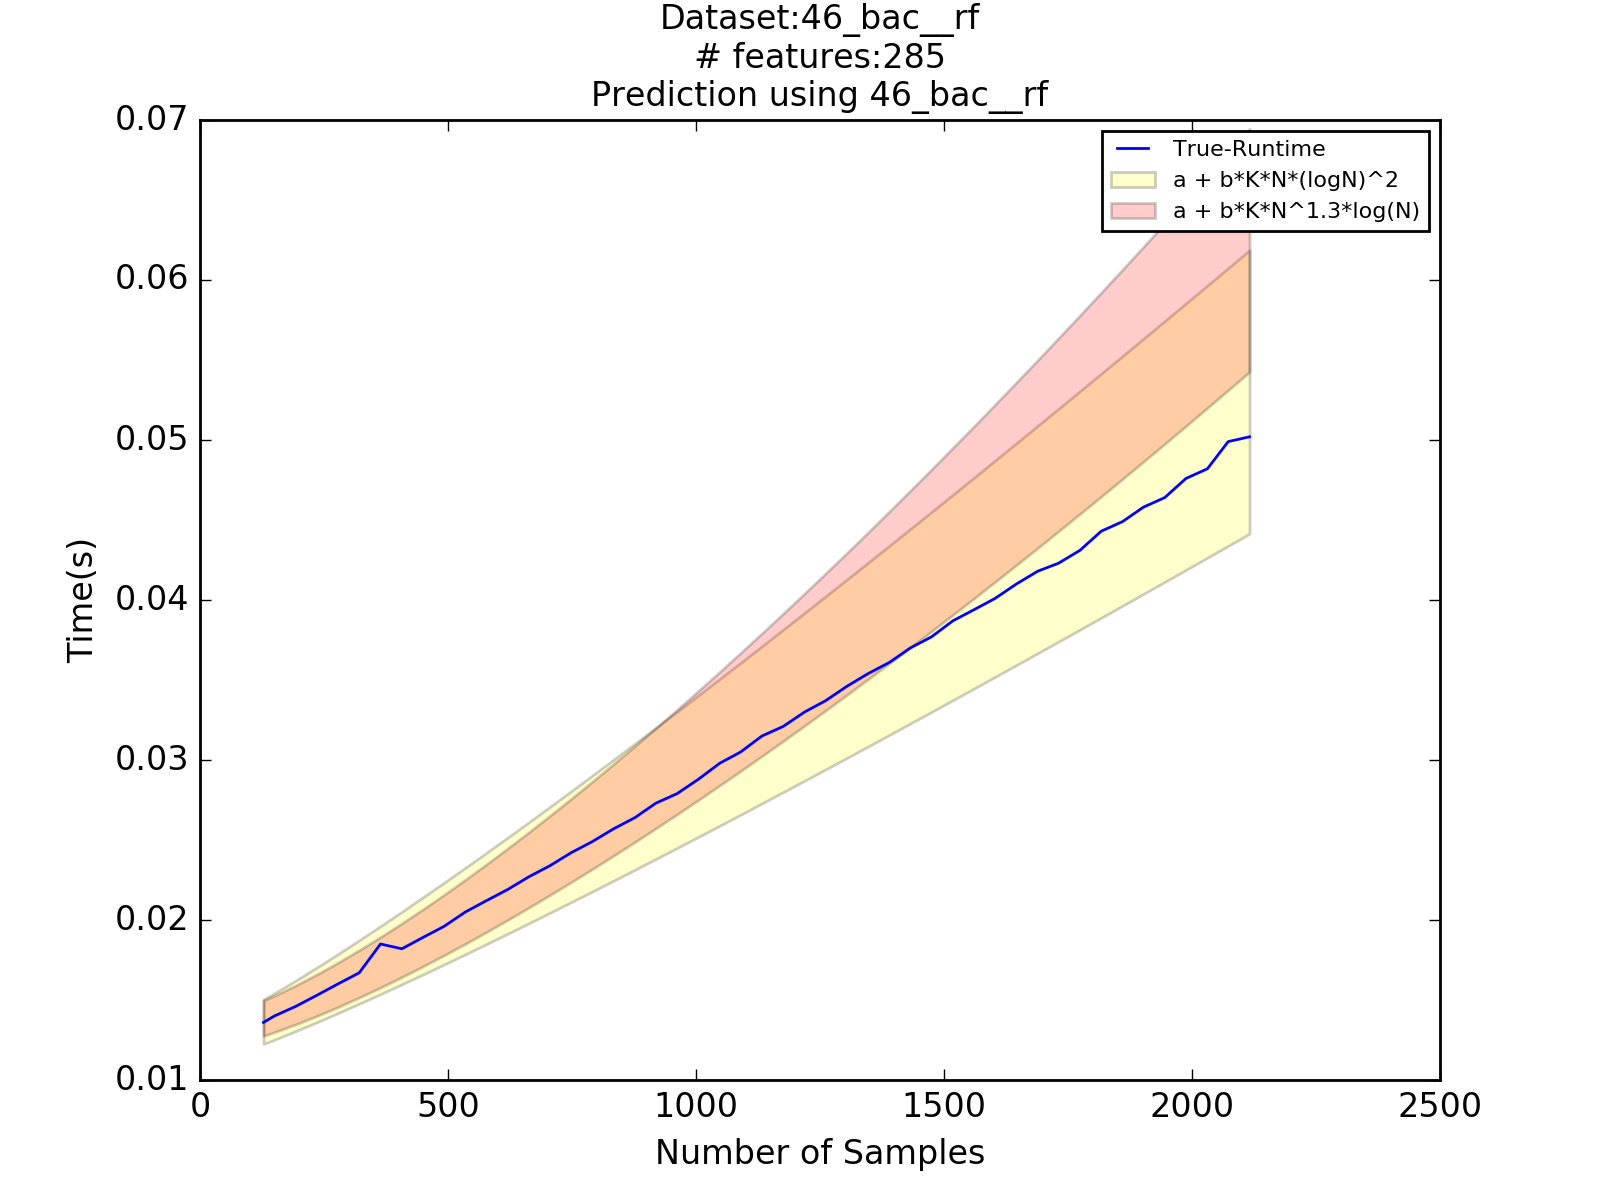 Dataset:46_bac__rf
# features:285
Prediction using 46_bac__rf
0.07
0.06
0.05
0.04
0.03
0.02
0.01
Time(s)
True-Runtime
a + b*K*N*(logN)^2
a + b*K*N^1.3*log(N)
0
500
1000
1500
2000
2500
Number of Samples